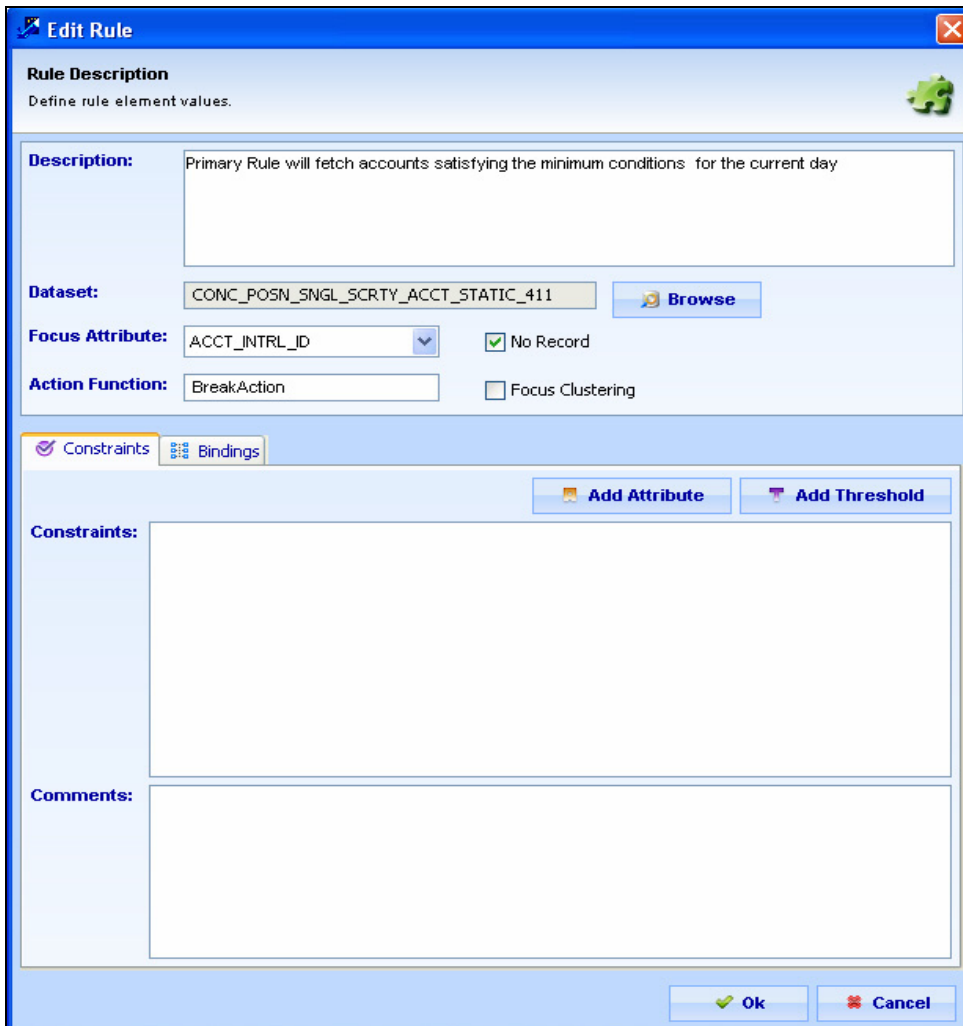 Edit Rule
Rule Description
Define rule element values.
Description:
Primary Rule will fetch accounts satisfying the minimum conditions  for the current day
Dataset:
CONC_POSN_SNGL_SCRTY_ACCT_STATIC_411
Browse
Focus Attribute:
ACCT_INTRL_ID
No Record
Action Function:
BreakAction
Focus Clustering
Constraints
Bindings
Add Attribute
Add Threshold
Constraints:
Comments:
Ok
Cancel